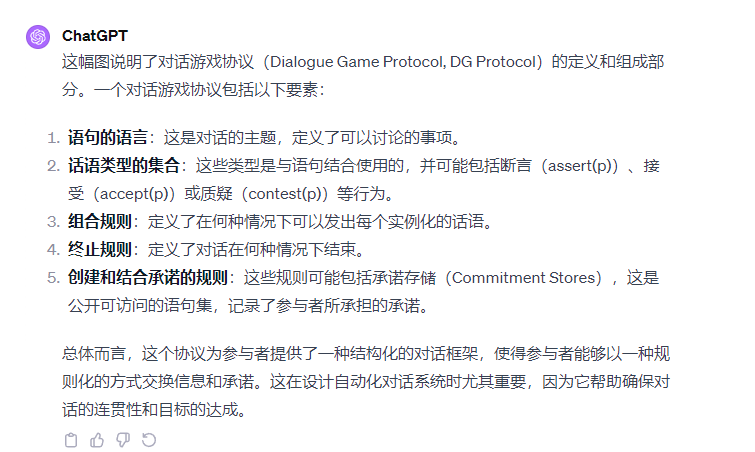 ChatGPT
这幅图说明了对话游戏协议（Dialogue Game Protocol, DG Protocol）的定义和组成部
分。一个对话游戏协议包括以下要素：
1. 语句的语言：这是对话的主题，定义了可以讨论的事项。
2. 话语类型的集合：这些类型是与语句结合使用的，并可能包括断言（assert(p)）、接
受（accept(p)）或质疑（contest(p)）等行为。
3. 组合规则：定义了在何种情况下可以发出每个实例化的话语。
4. 终止规则：定义了对话在何种情况下结束。
5. 创建和结合承诺的规则：这些规则可能包括承诺存储（Commitment Stores），这是
公开可访问的语句集，记录了参与者所承担的承诺。
总体而言，这个协议为参与者提供了一种结构化的对话框架，使得参与者能够以一种规
则化的方式交换信息和承诺。这在设计自动化对话系统时尤其重要，因为它帮助确保对
话的连贯性和目标的达成。